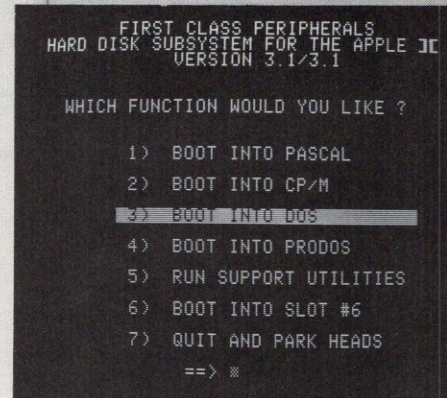 FIRST CLASS PERIPHERALS
HARD DISK SUBSYSTEM FOR THE APPLE ][
VERSION 3.1/3.1
WHICH FUNCTION WOULD YOU LIKE ?
1) BOOT INTO PASCAL
2) BOOT INTO CP/M
3) BOOT INTO DOS
4) BOOT INTO PRODOS
5) RUN SUPPORT UTILITIES
6) BOOT INTO SLOT #6
7) QUIT AND PARK HEADS
==>